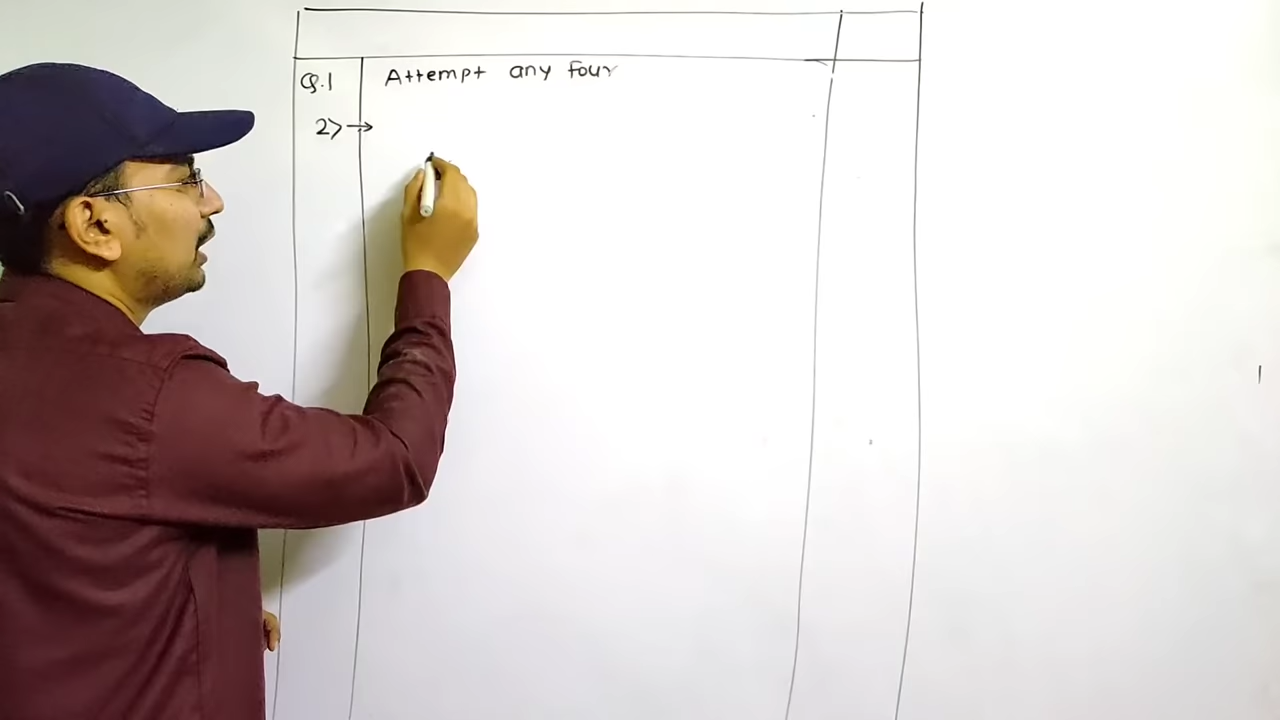 Q.1 Attempt any four
2) →